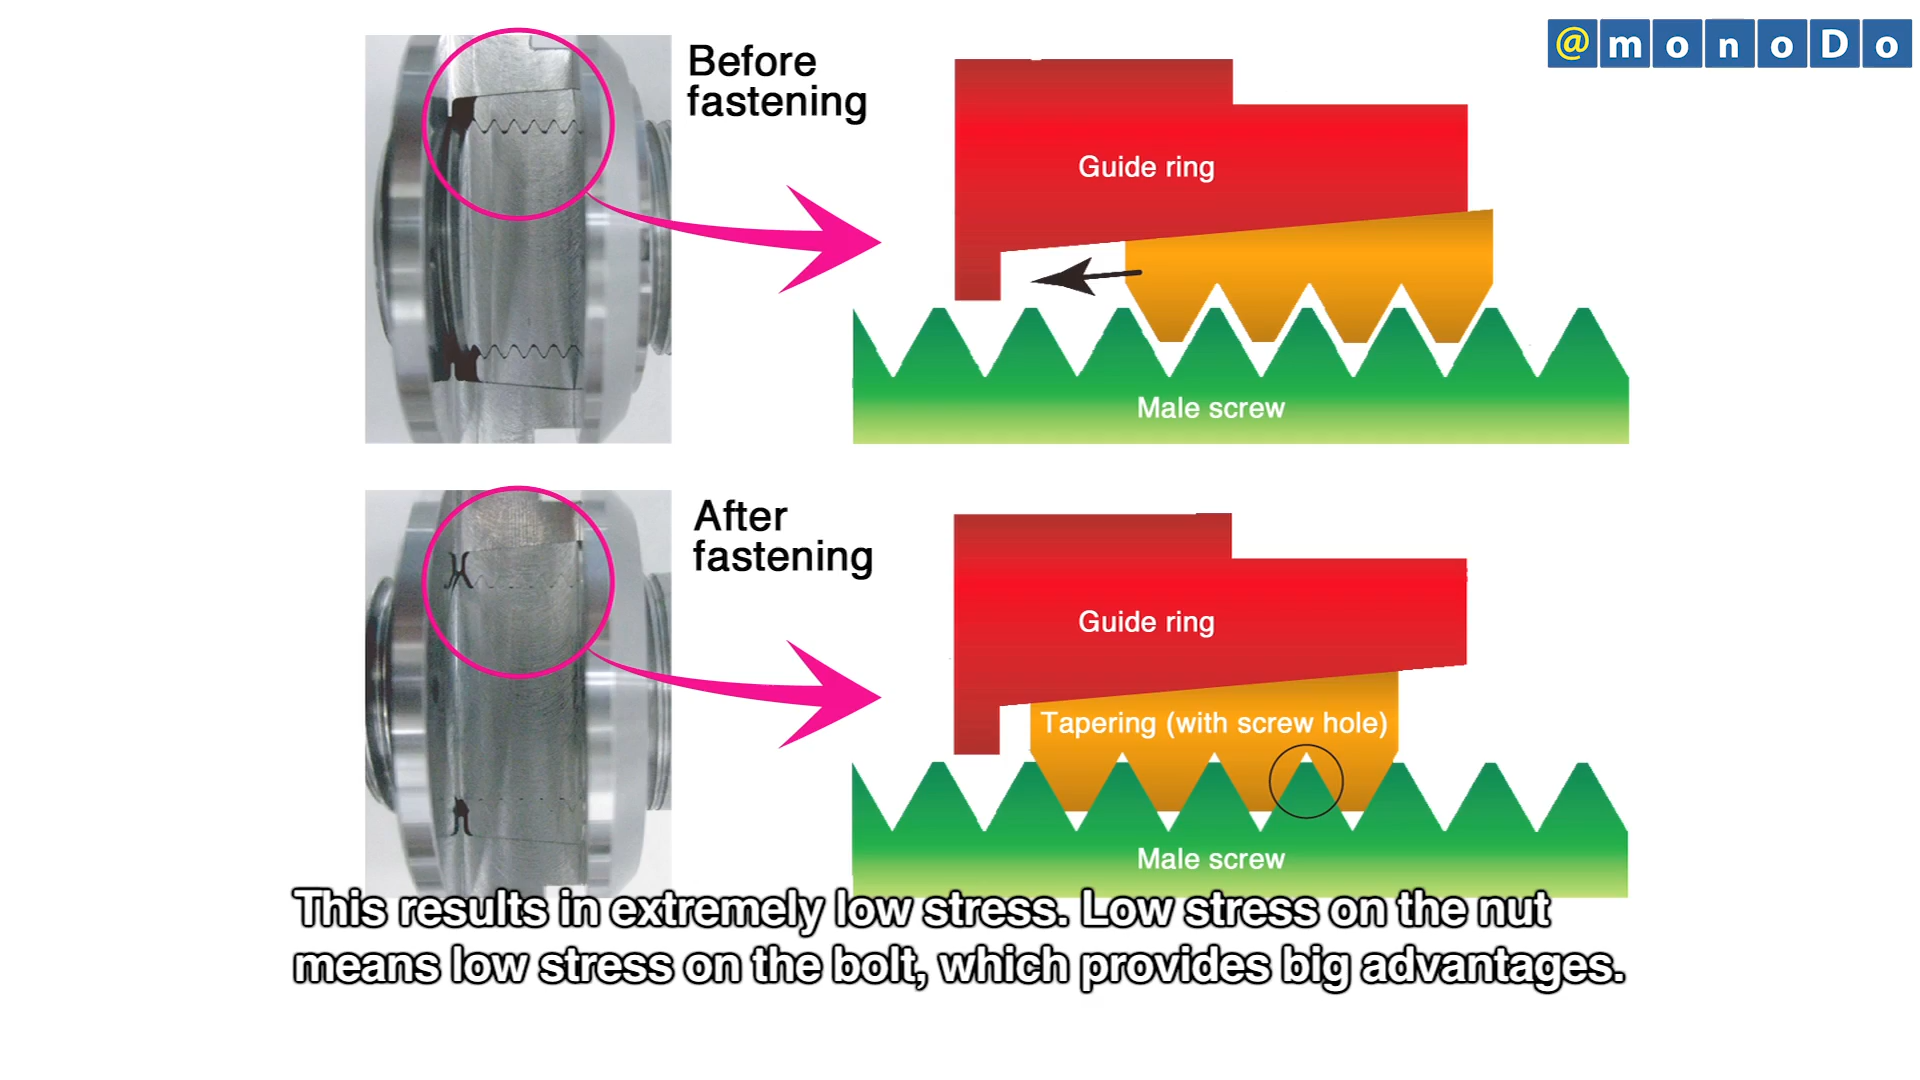 @monoDo
Before
fastening
Guide ring
Male screw
After
fastening
Guide ring
Tapering (with screw hole)
Male screw
This results in extremely low stress. Low stress on the nut
means low stress on the bolt, which provides big advantages.